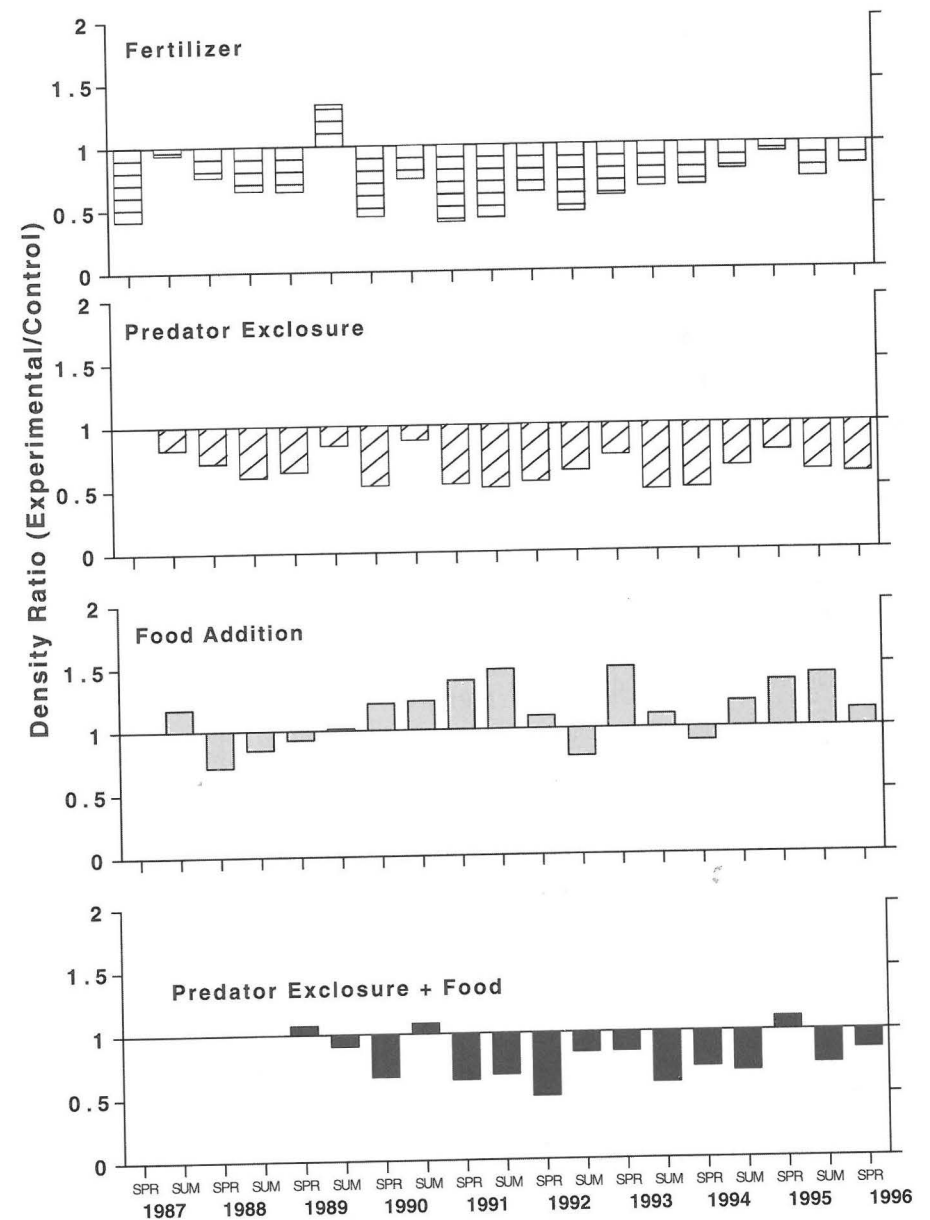 Density Ratio (Experimental/Control)
2
Fertilizer
1.5
1
0.5
0
2
Predator Exclosure
1.5
1
0.5
0
2
Food Addition
1.5
1
0.5
0
2
1.5
Predator Exclosure + Food
1
0.5
0
SPR SUM SPR SUM SPR SUM SPR SUM SPR SUM SPR SUM SPR SUM SPR SUM SPR SUM SPR
1987 1988 1989 1990 1991 1992 1993 1994 1995 1996